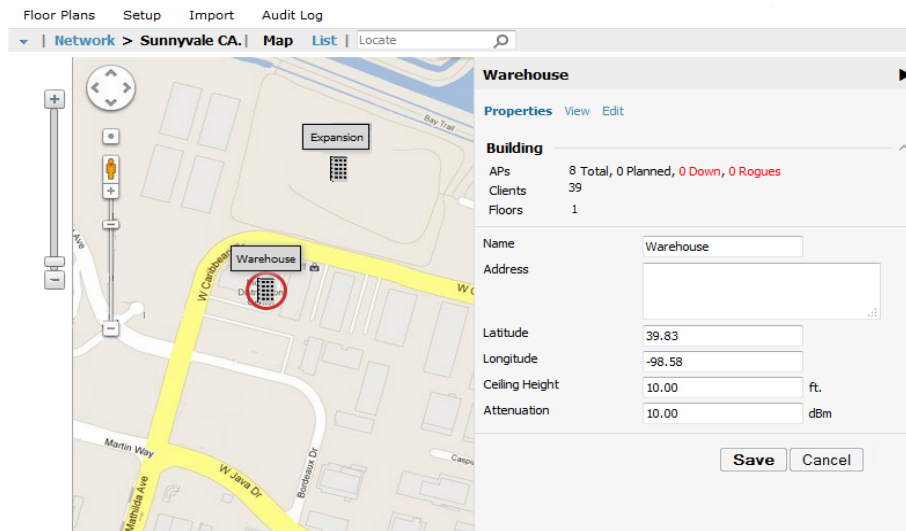 Floor Plans Setup Import Audit Log
| Network > Sunnyvale CA. | Map List | Locate
Bay Trail
Expansion
Warehouse
W Caribbean
W Java Dr
Bordeaux Dr
Martin Way
Mathilda Ave
Ave
Caspi
Warehouse
Properties View Edit
Building
APs 8 Total, 0 Planned, 0 Down, 0 Rogues
Clients 39
Floors 1
Name Warehouse
Address
Latitude 39.83
Longitude -98.58
Ceiling Height 10.00 ft.
Attenuation 10.00 dBm
Save Cancel